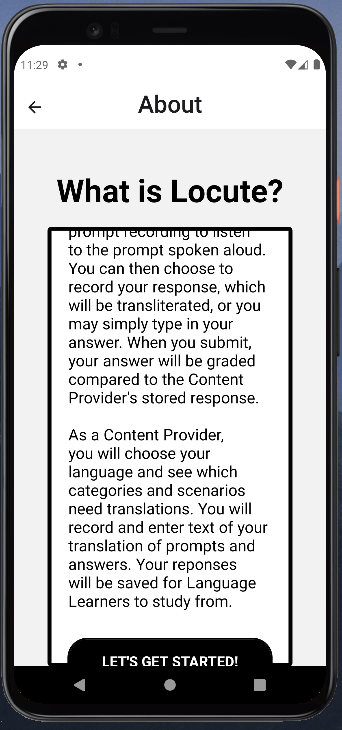 11:29
About
What is Locute?
prompt recording to listen
to the prompt spoken aloud.
You can then choose to
record your response, which
will be transliterated, or you
may simply type in your
answer. When you submit,
your answer will be graded
compared to the Content
Provider's stored response.
As a Content Provider,
you will choose your
language and see which
categories and scenarios
need translations. You will
record and enter text of your
translation of prompts and
answers. Your reponses
will be saved for Language
Learners to study from.
LET'S GET STARTED!